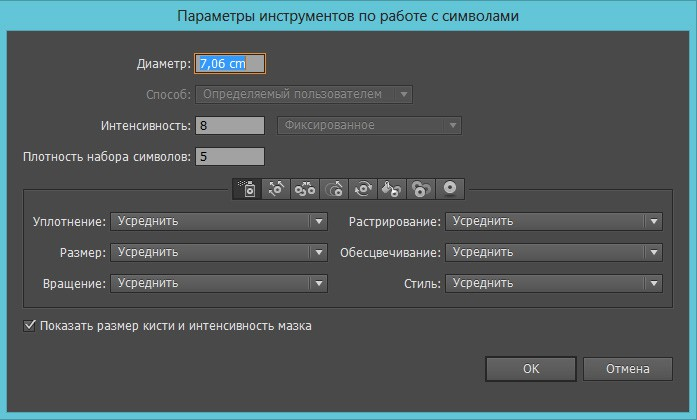 Параметры инструментов по работе с символами
Диаметр: 7,06 cm
Способ: Определяемый пользователем
Интенсивность: 8 Фиксированное
Плотность набора символов: 5
Уплотнение: Усреднить Растрирование: Усреднить
Размер: Усреднить Обесцвечивание: Усреднить
Вращение: Усреднить Стиль: Усреднить
Показать размер кисти и интенсивность мазка
OK Отмена